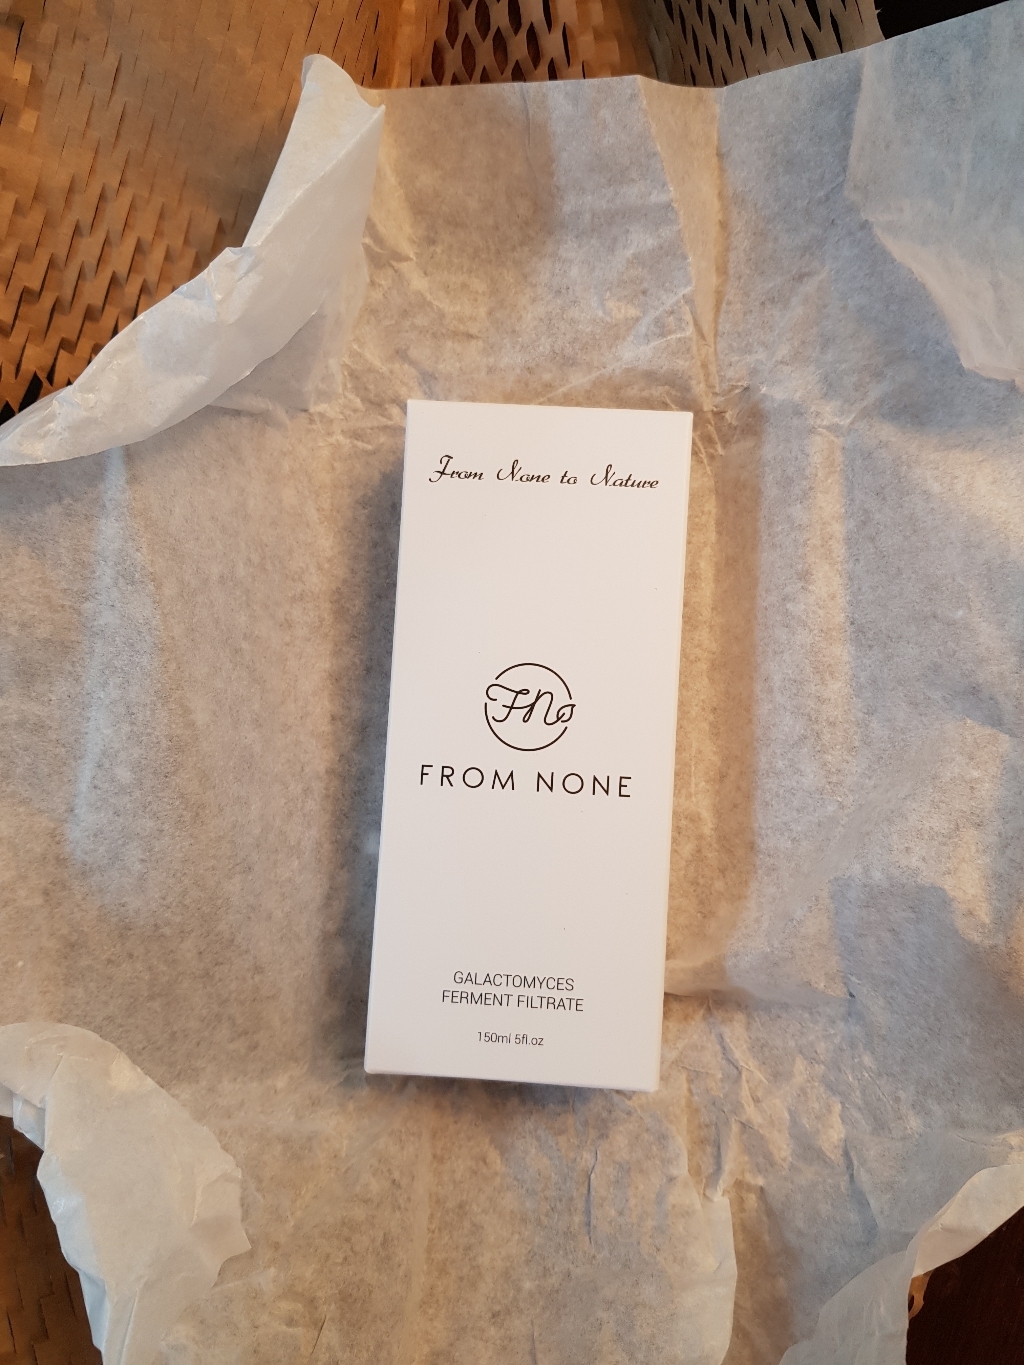 From None to Nature
FN
FROM NONE
GALACTOMYCES
FERMENT FILTRATE
150ml 5fl.oz